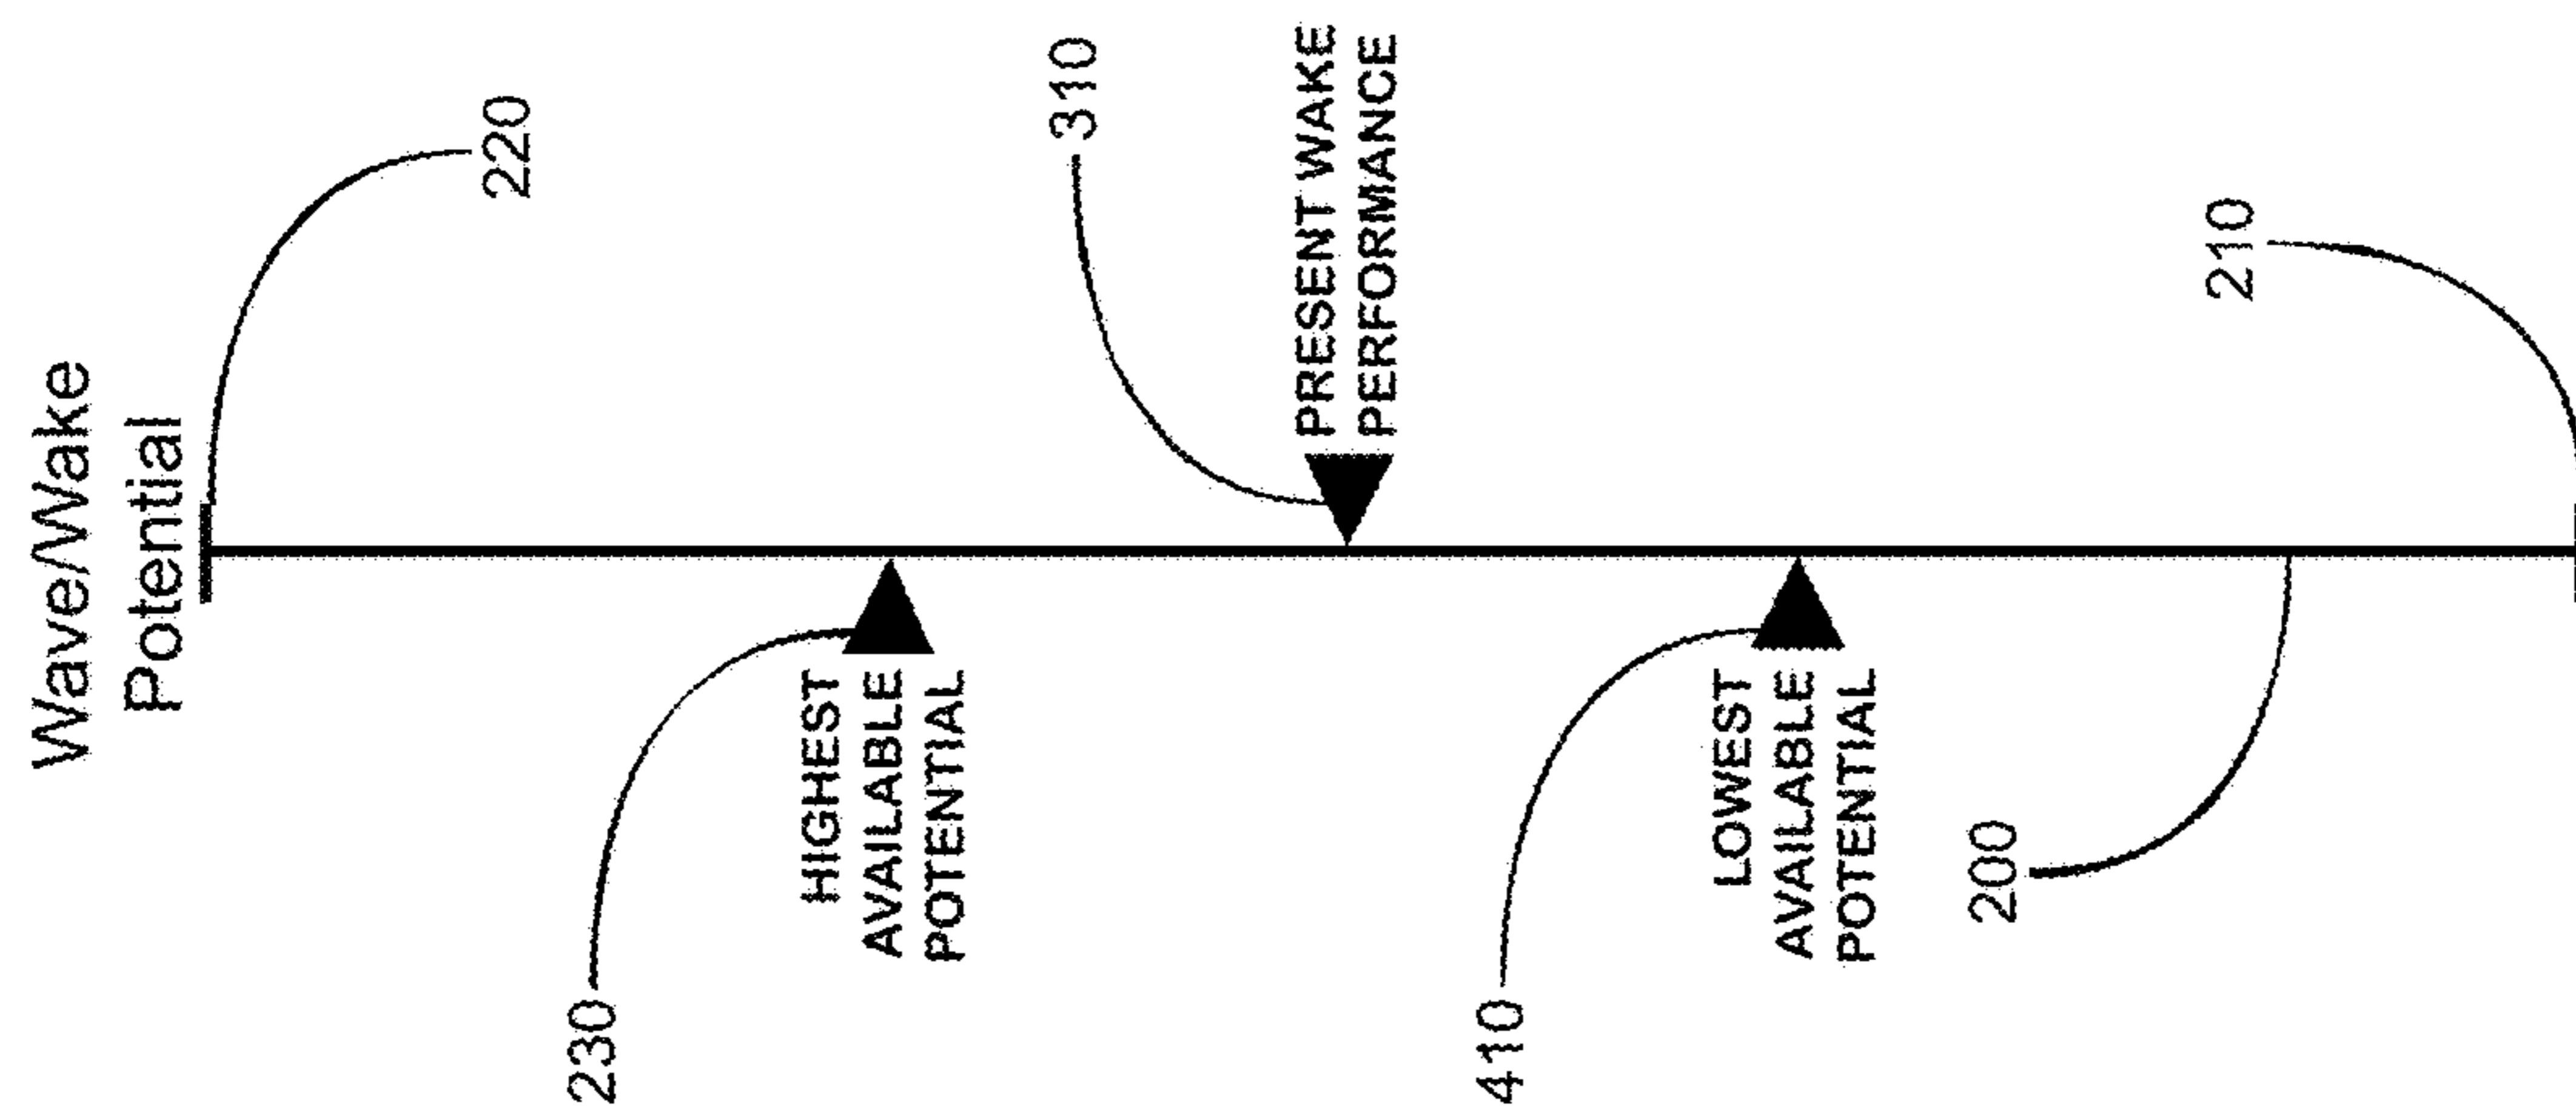 Wave/Wake
Potential
220
230
HIGHEST
AVAILABLE
POTENTIAL
310
PRESENT WAKE
PERFORMANCE
410
LOWEST
AVAILABLE
POTENTIAL
200
210